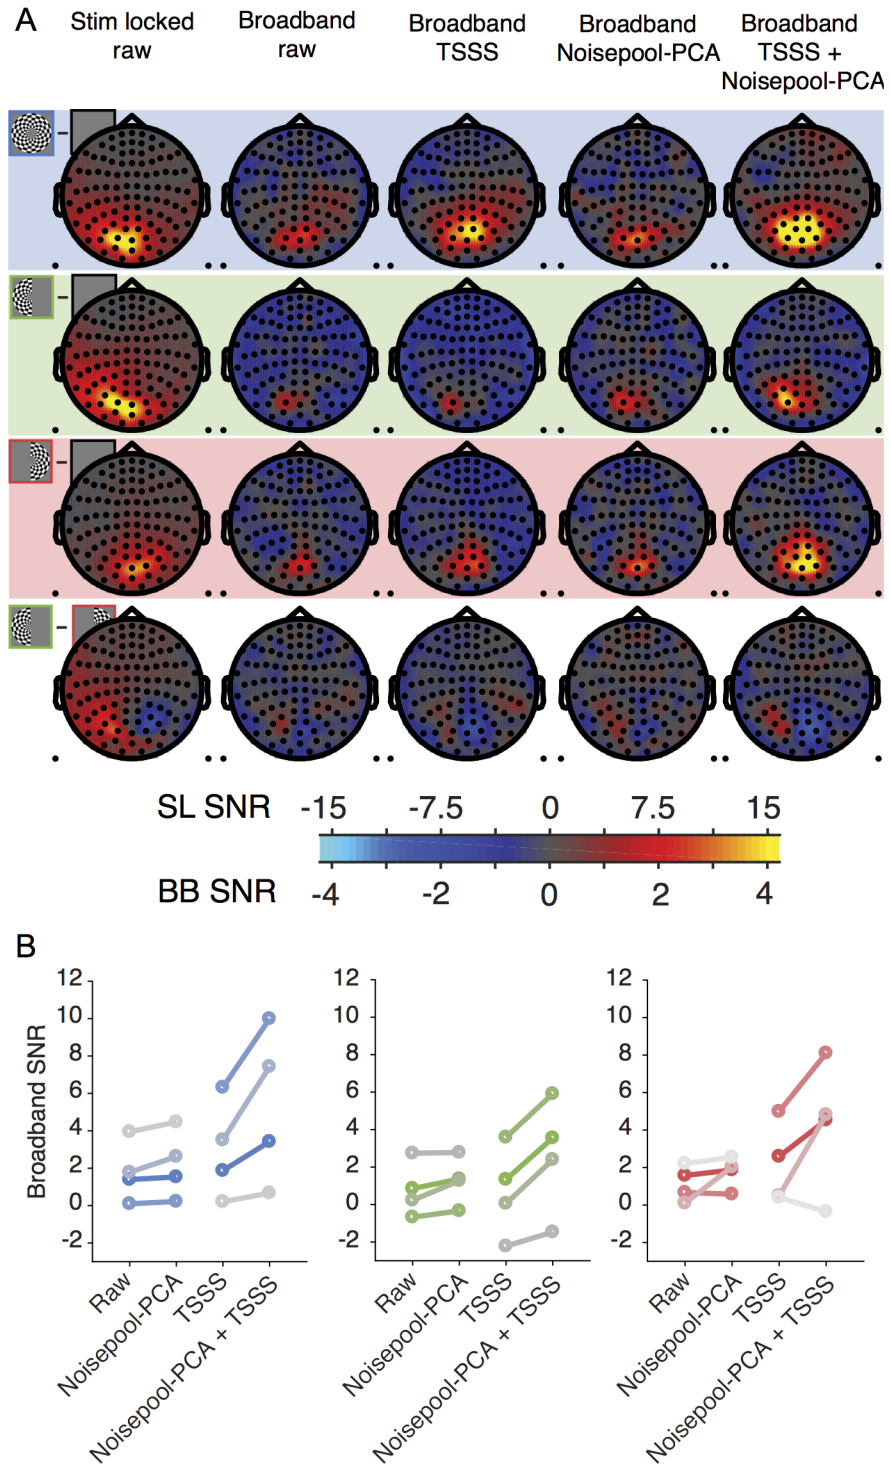 A
Stim locked
raw
Broadband
raw
Broadband
TSSS
Broadband
Noisepool-PCA
Broadband
TSSS +
Noisepool-PCA
SL SNR -15 -7.5 0 7.5 15
BB SNR -4 -2 0 2 4
B
Broadband SNR
12
10
8
6
4
2
0
-2
Raw
Noisepool-PCA
TSSS
Noisepool-PCA + TSSS
12
10
8
6
4
2
0
-2
Raw
Noisepool-PCA
TSSS
Noisepool-PCA + TSSS
12
10
8
6
4
2
0
-2
Raw
Noisepool-PCA
TSSS
Noisepool-PCA + TSSS